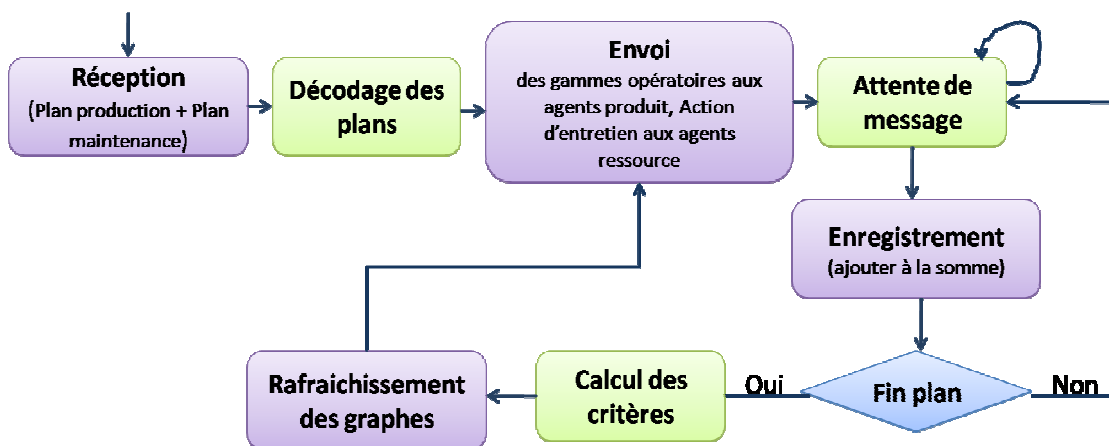 Réception
(Plan production + Plan
maintenance)
Décodage des
plans
Envoi
des gammes opératoires aux
agents produit, Action
d'entretien aux agents
ressource
Attente de
message
Enregistrement
(ajouter à la somme)
Fin plan
Oui
Non
Calcul des
critères
Rafraichissement
des graphes